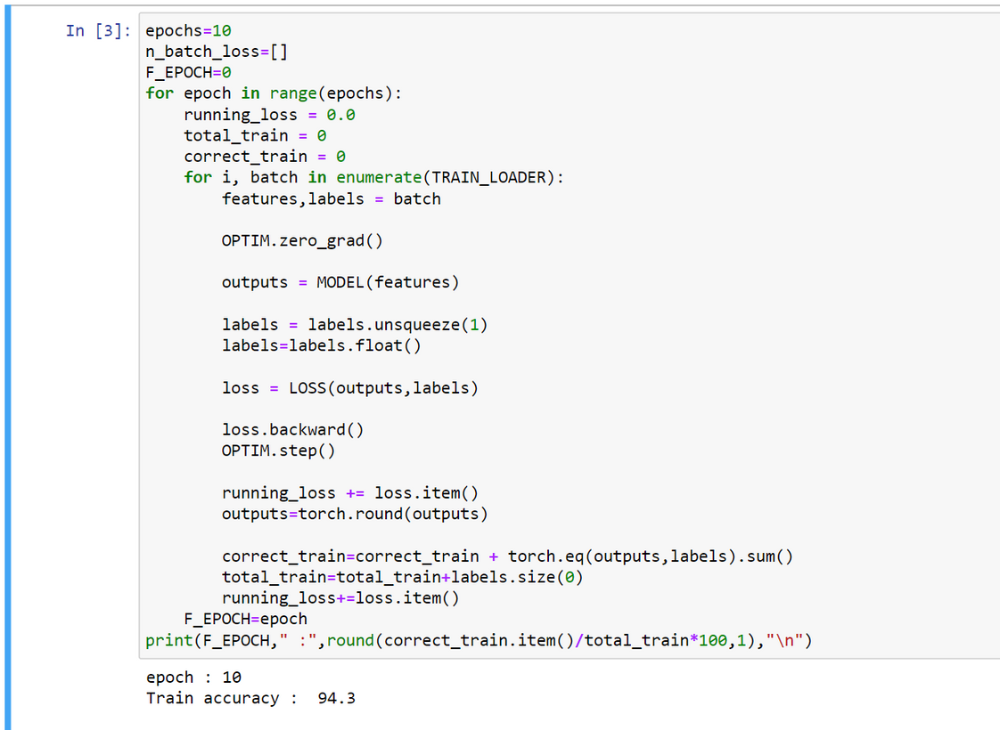 In [3]: epochs=10
n_batch_loss=[]
F_EPOCH=0
for epoch in range(epochs):
    running_loss = 0.0
    total_train = 0
    correct_train = 0
    for i, batch in enumerate(TRAIN_LOADER):
        features,labels = batch

        OPTIM.zero_grad()

        outputs = MODEL(features)

        labels = labels.unsqueeze(1)
        labels=labels.float()

        loss = LOSS(outputs,labels)

        loss.backward()
        OPTIM.step()

        running_loss += loss.item()
        outputs=torch.round(outputs)

        correct_train=correct_train + torch.eq(outputs,labels).sum()
        total_train=total_train+labels.size(0)
        running_loss+=loss.item()
    F_EPOCH=epoch
print(F_EPOCH," :",round(correct_train.item()/total_train*100,1),"\n")
epoch : 10
Train accuracy :  94.3